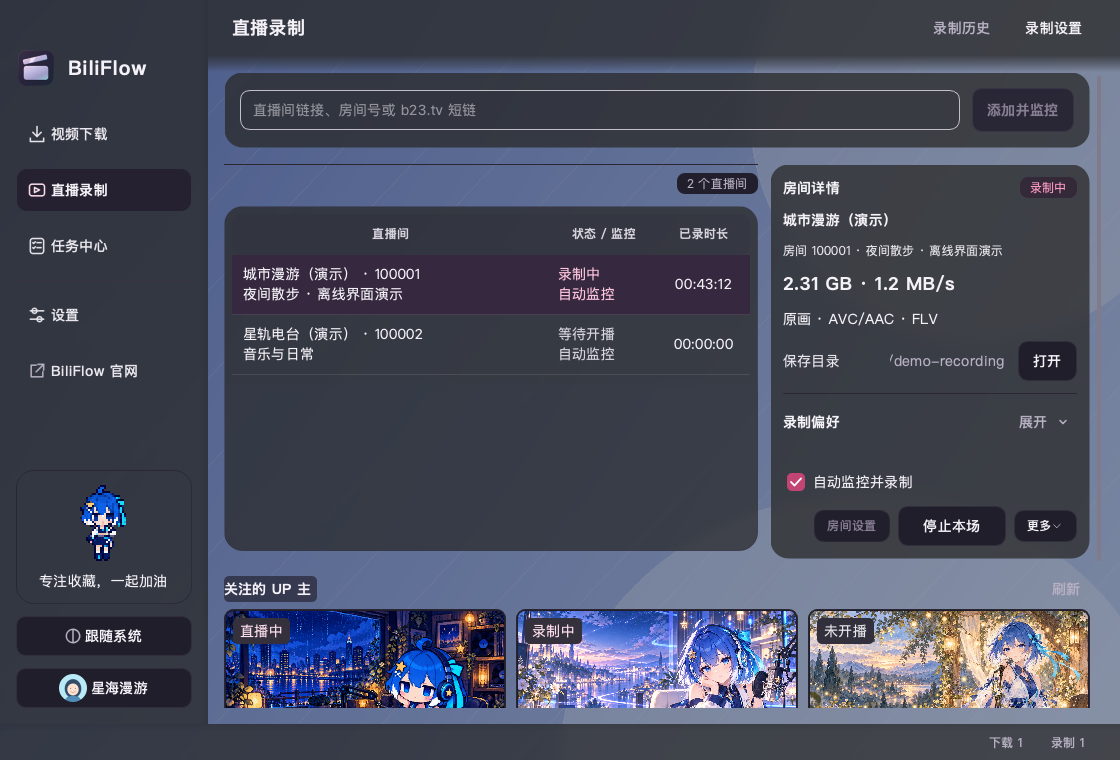 BiliFlow
视频下载
直播录制
任务中心
设置
BiliFlow 官网
专注收藏，一起加油
跟随系统
星海漫游
直播录制
录制历史
录制设置
直播间链接、房间号或 b23.tv 短链
添加并监控
2 个直播间
直播间
状态 / 监控
已录时长
城市漫游（演示） · 100001
夜间散步 · 离线界面演示
录制中
自动监控
00:43:12
星轨电台（演示） · 100002
音乐与日常
等待开播
自动监控
00:00:00
房间详情
录制中
城市漫游（演示）
房间 100001 · 夜间散步 · 离线界面演示
2.31 GB · 1.2 MB/s
原画 · AVC/AAC · FLV
保存目录
/demo-recording
打开
录制偏好
展开
自动监控并录制
房间设置
停止本场
更多
关注的 UP 主
刷新
直播中
录制中
未开播
下载 1
录制 1